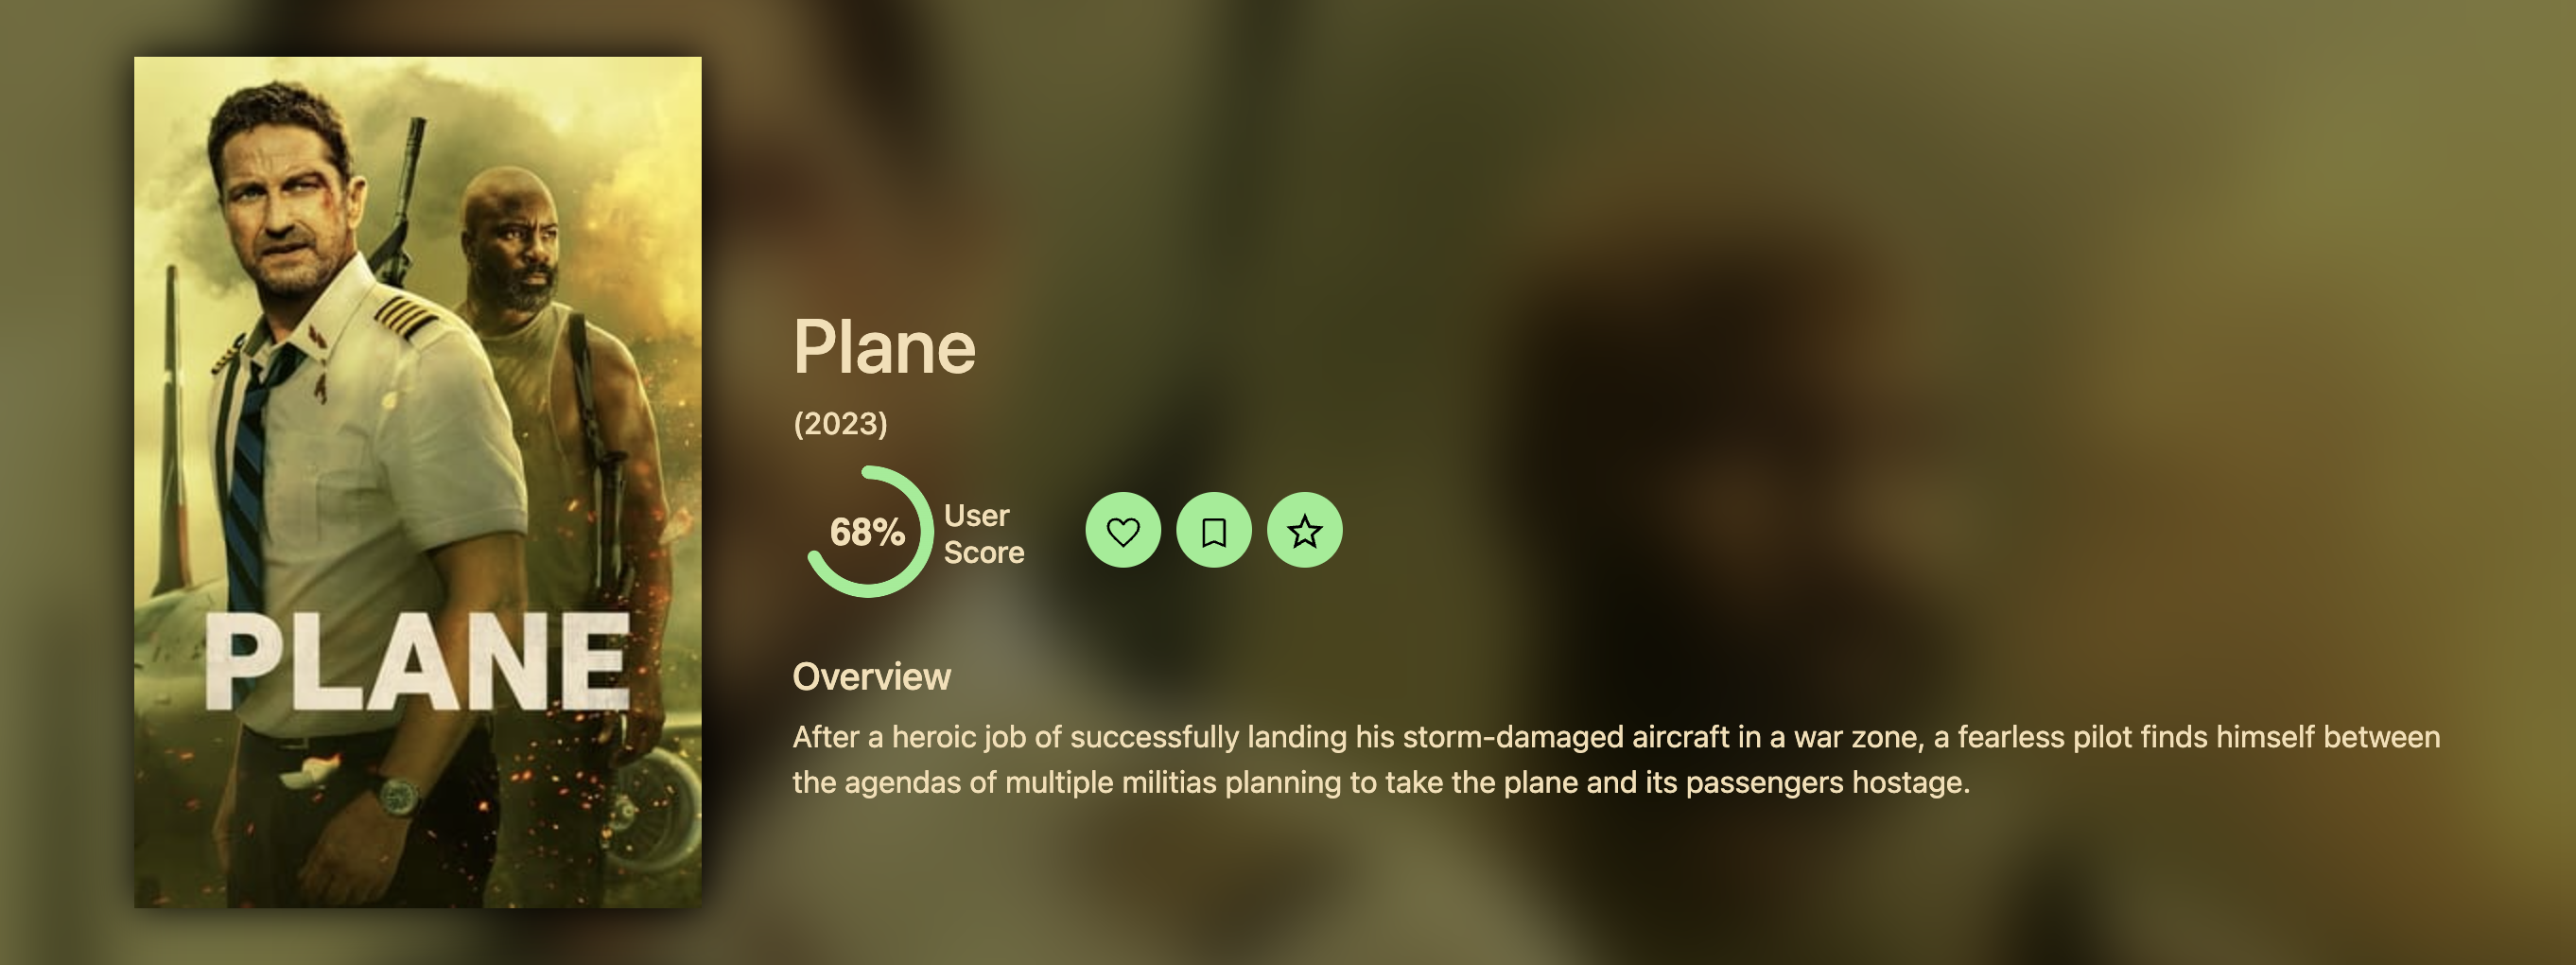 PLANE
Plane
(2023)
68%
User
Score
Overview
After a heroic job of successfully landing his storm-damaged aircraft in a war zone, a fearless pilot finds himself between
the agendas of multiple militias planning to take the plane and its passengers hostage.